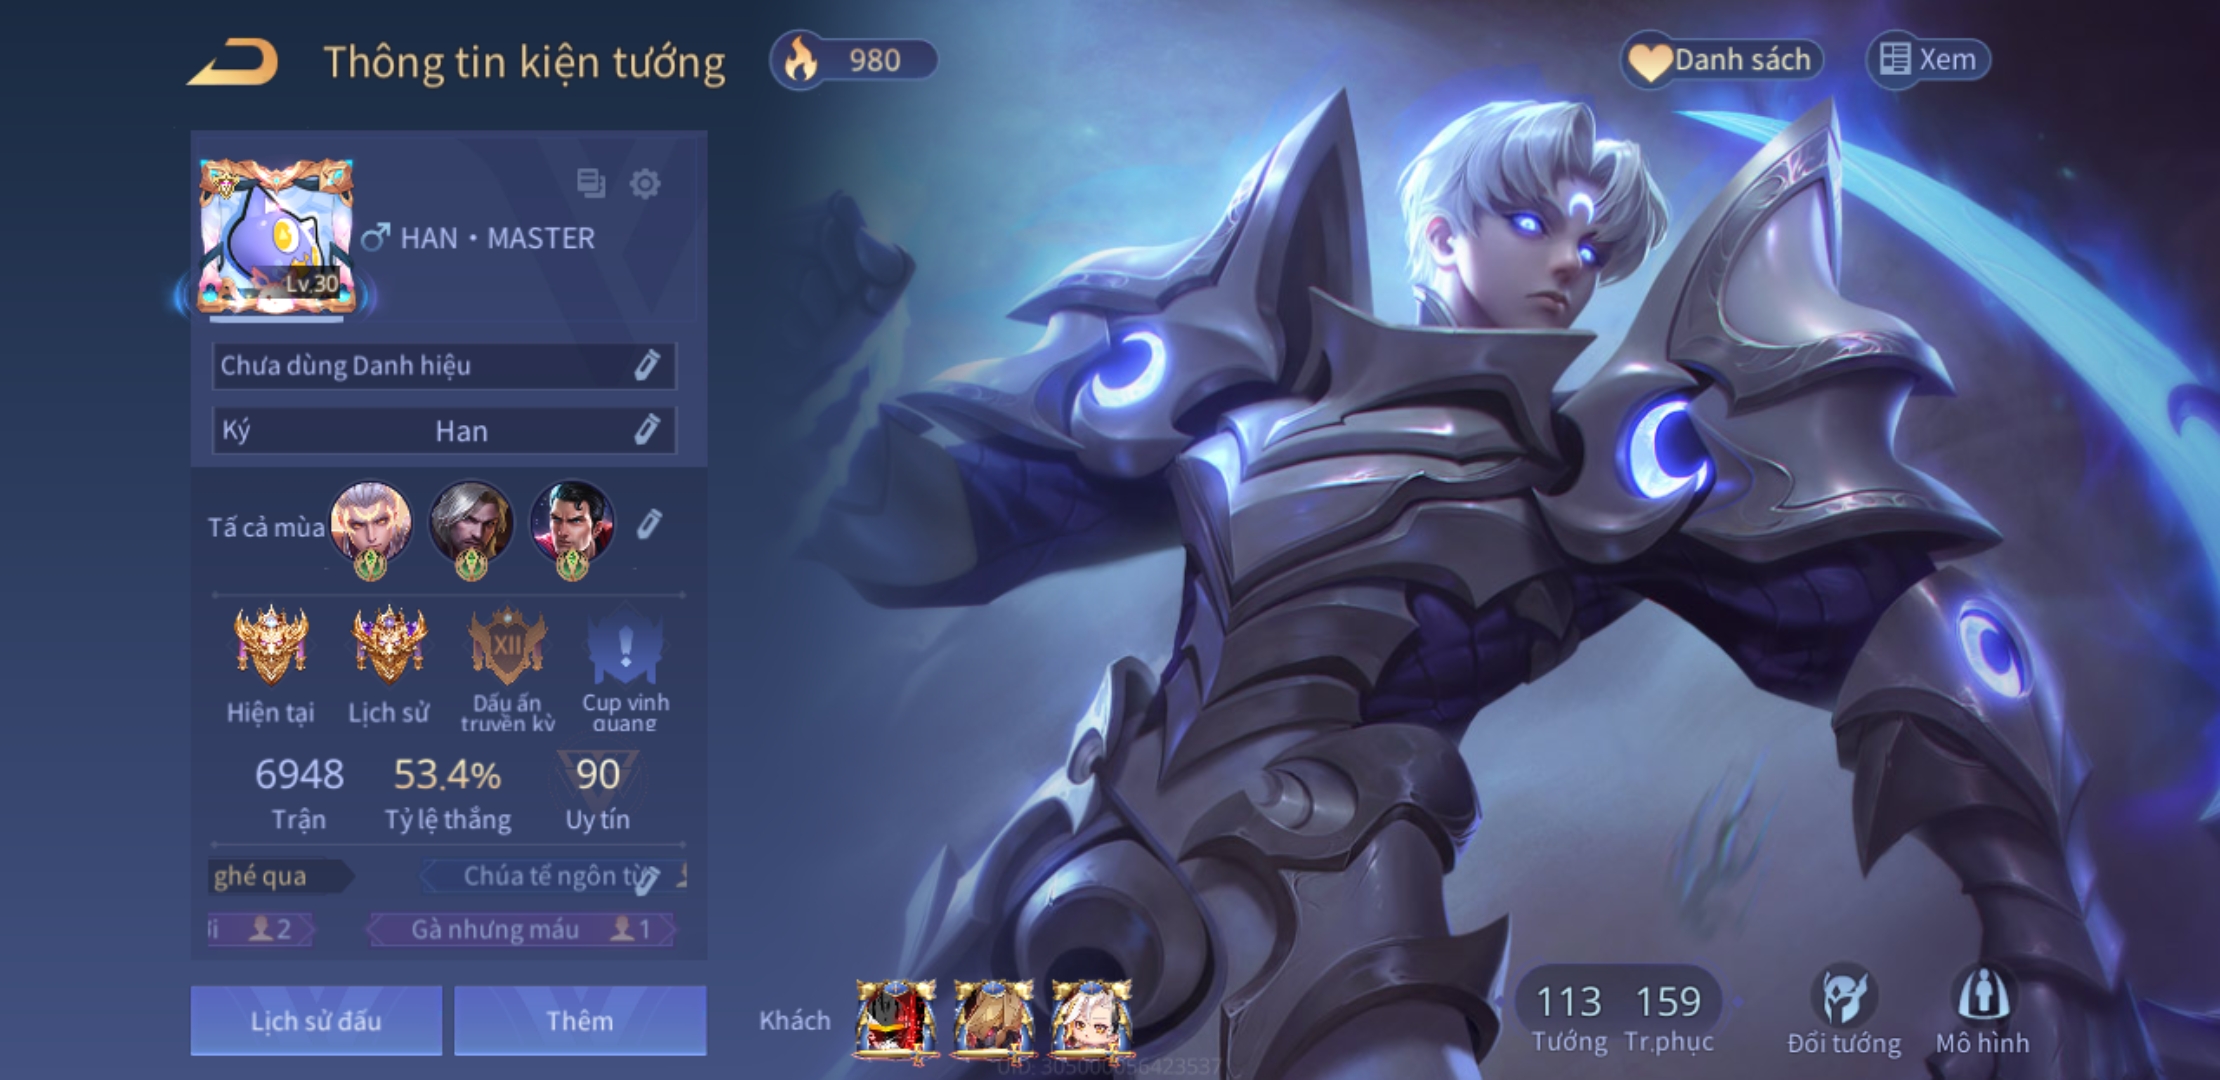 Thông tin kiện tướng
980
Danh sách
Xem
HAN • MASTER
Lv.30
Chưa dùng Danh hiệu
Ký
Han
Tấ cả mùa
XII
Hiện tại
Lịch sử
Dấu ấn
truyền kỳ
Cup vinh
quang
6948
53.4%
90
Trận
Tỷ lệ thắng
Uy tín
ghé qua
Chúa tể ngôn từ
2
Gà nhưng máu
1
Lịch sử đấu
Thêm
Khách
113
159
Tướng
Tr.phục
Đổi tướng
Mô hình